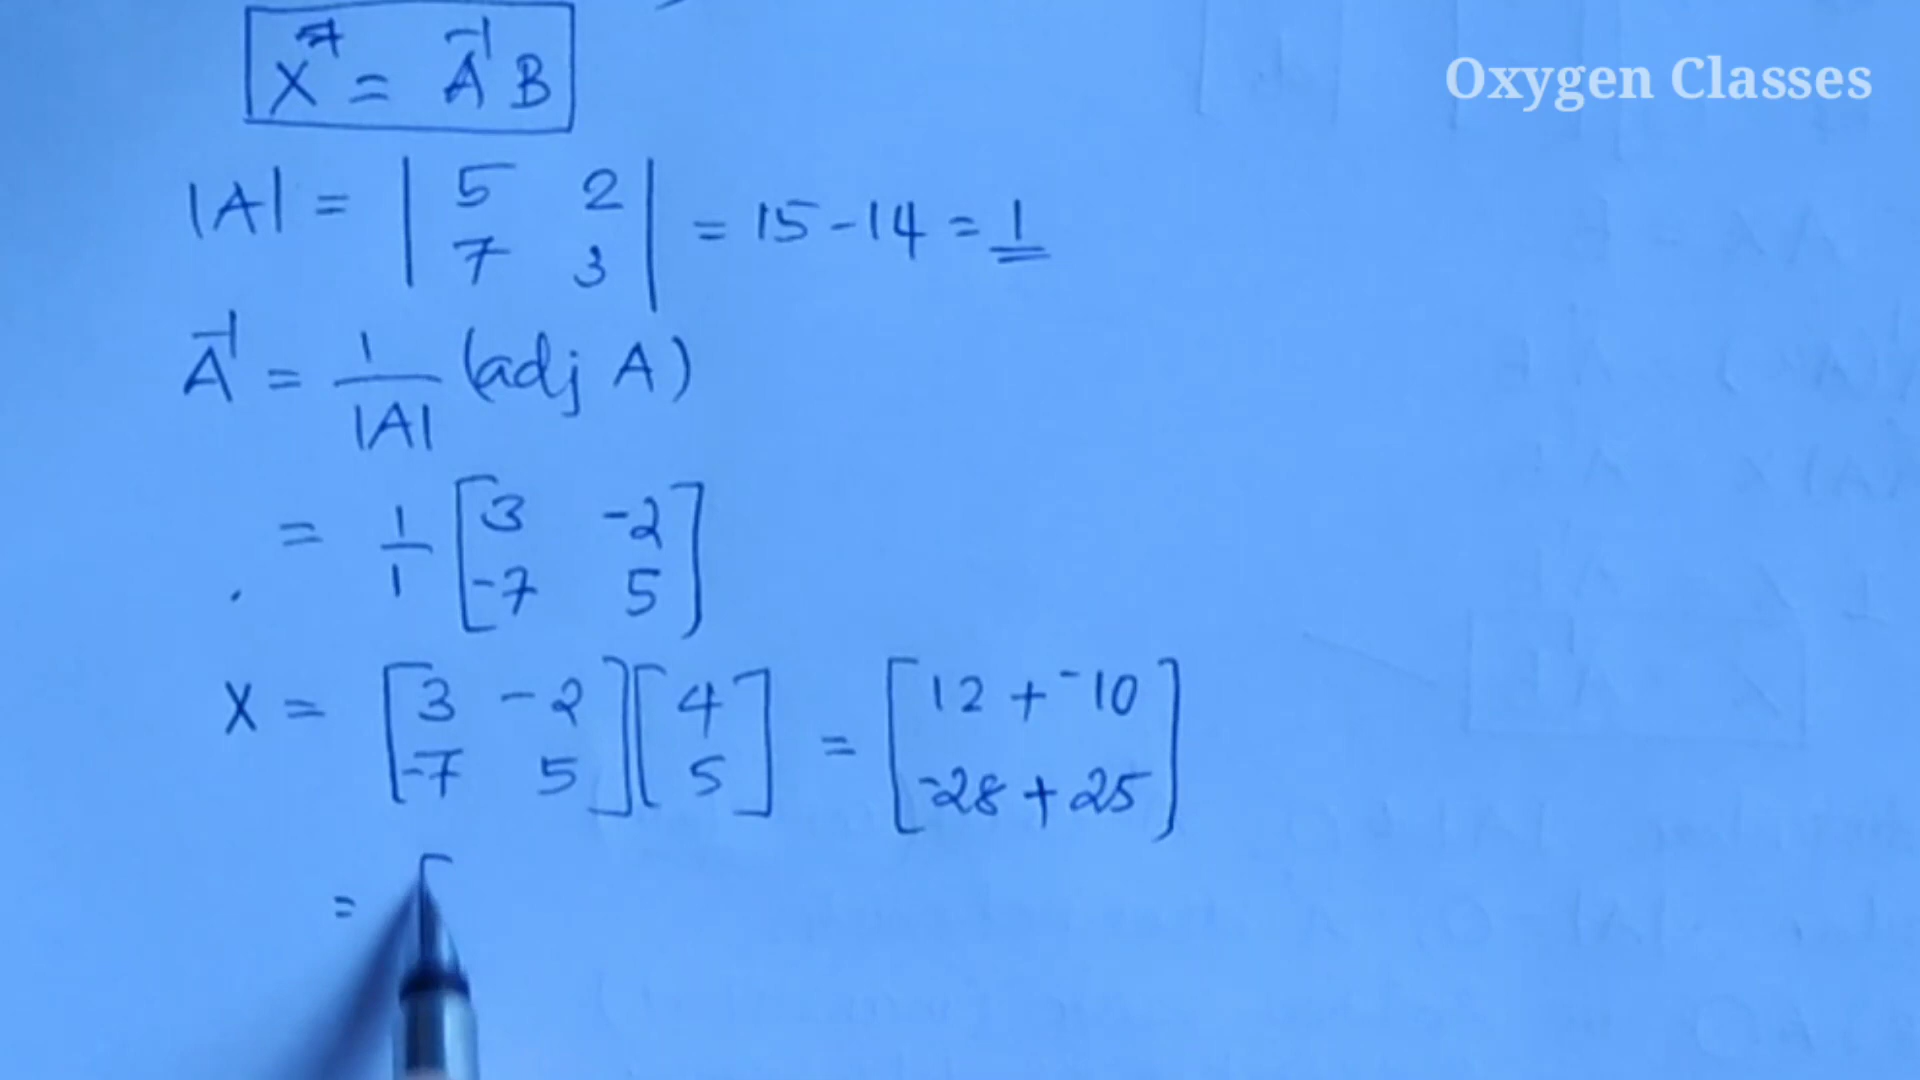 X = A⁻¹ B
Oxygen Classes
|A| = | 5 2 | = 15 - 14 = 1
| 7 3 |
A⁻¹ = 1/|A| (adj A)
= 1/1 [ 3 -2 ]
[ -7 5 ]
X = [ 3 -2 ] [ 4 ] = [ 12 + -10 ]
[ -7 5 ] [ 5 ] [ -28 + 25 ]
= [